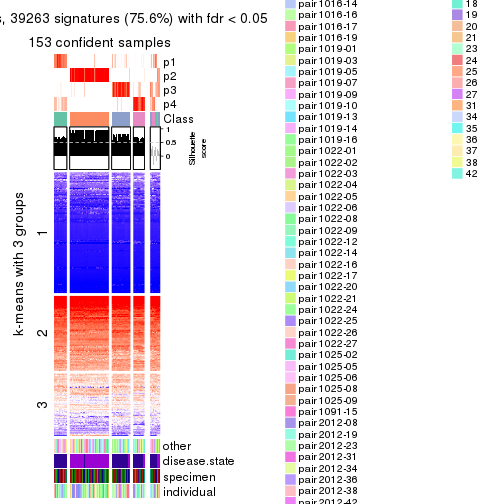 s, 39263 signatures (75.6%) with fdr < 0.05
153 confident samples
p1
p2
p3
p4
Class
1
0.5
0
Silhouette
score
k-means with 3 groups
1
2
3
other
disease.state
specimen
individual
pair1016-14
pair1016-16
pair1016-17
pair1016-19
pair1019-01
pair1019-03
pair1019-05
pair1019-07
pair1019-09
pair1019-10
pair1019-13
pair1019-14
pair1019-16
pair1022-01
pair1022-02
pair1022-03
pair1022-04
pair1022-05
pair1022-06
pair1022-08
pair1022-09
pair1022-12
pair1022-14
pair1022-16
pair1022-17
pair1022-20
pair1022-21
pair1022-24
pair1022-25
pair1022-26
pair1022-27
pair1025-02
pair1025-05
pair1025-06
pair1025-08
pair1025-09
pair1091-15
pair2012-08
pair2012-19
pair2012-23
pair2012-31
pair2012-34
pair2012-36
pair2012-38
pair2012-42
18
19
20
21
23
24
25
26
27
31
34
35
36
37
38
42